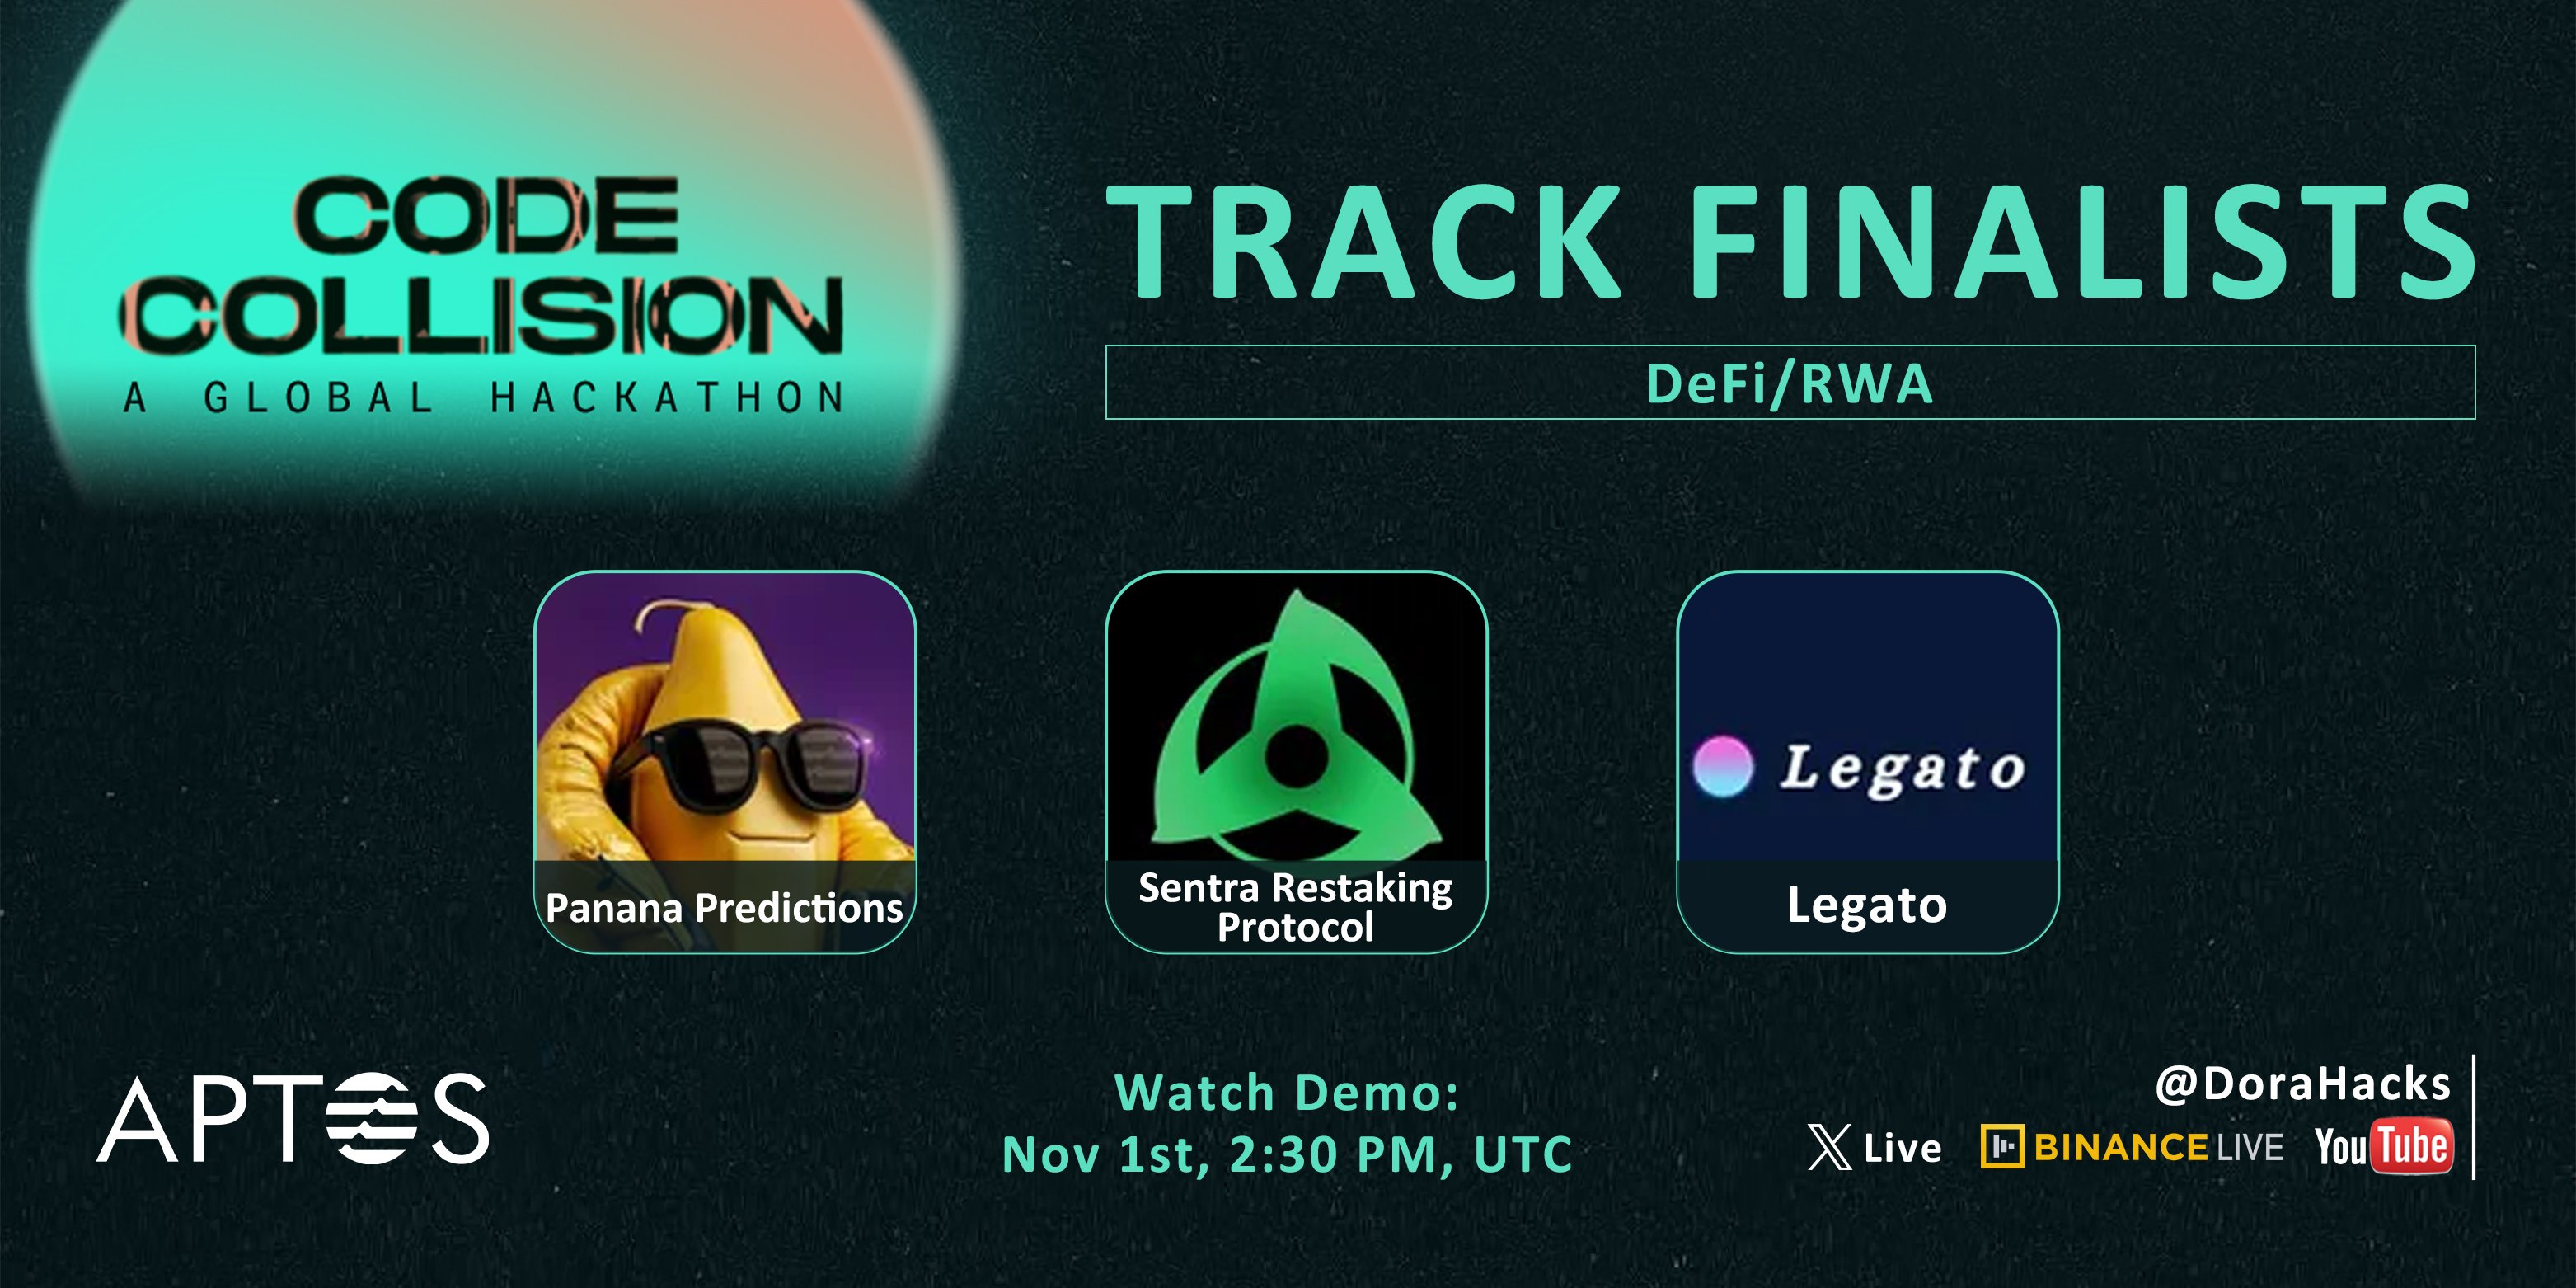 CODE
COLLISION
A GLOBAL HACKATHON
TRACK FINALISTS
DeFi/RWA
Panana Predictions
Sentra Restaking
Protocol
Legato
Legato
APTOS
Watch Demo:
Nov 1st, 2:30 PM, UTC
@DoraHacks
X Live BINANCE LIVE YouTube